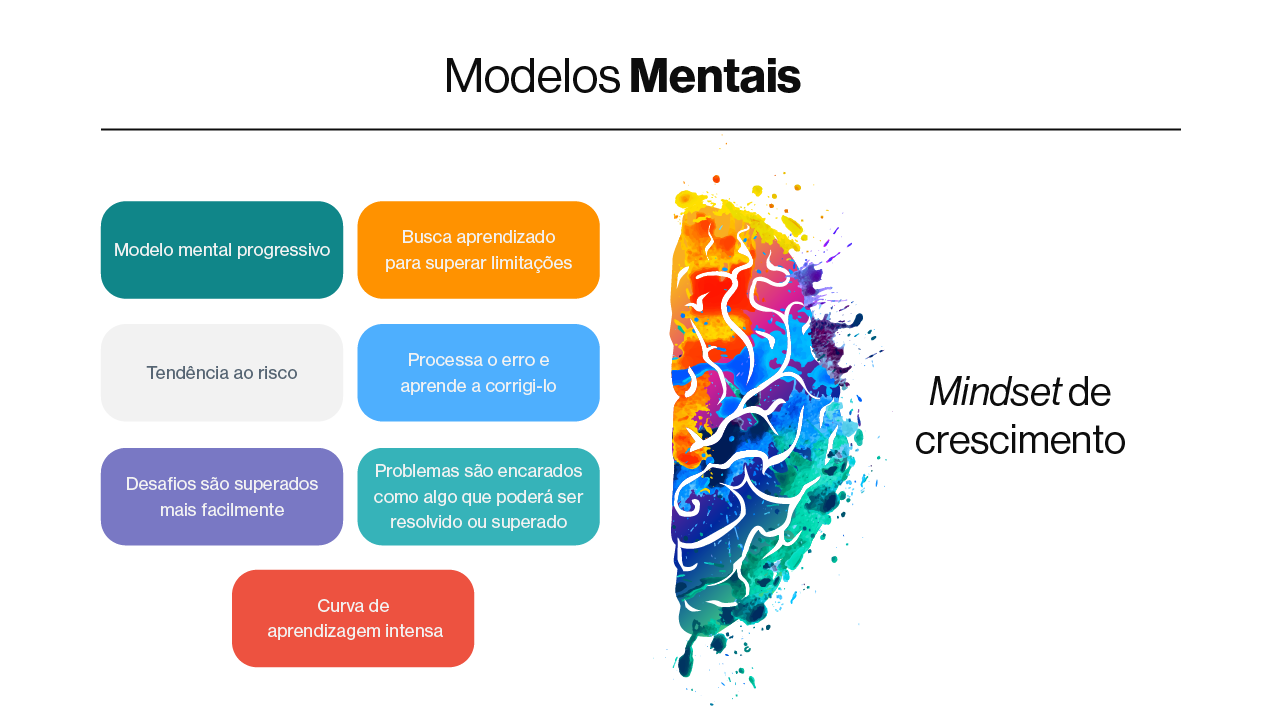 Modelos Mentais
Modelo mental progressivo
Busca aprendizado
para superar limitações
Tendência ao risco
Processa o erro e
aprende a corrigi-lo
Desafios são superados
mais facilmente
Problemas são encarados
como algo que poderá ser
resolvido ou superado
Curva de
aprendizagem intensa
Mindset de
crescimento